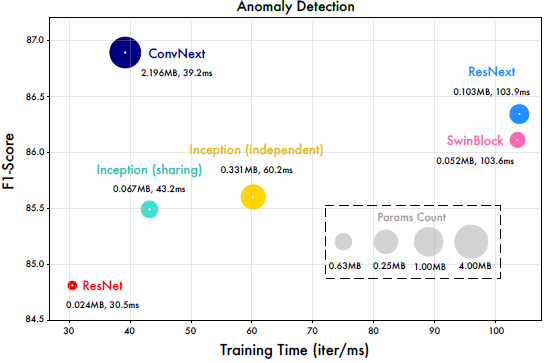 Anomaly Detection
87.0
86.5
86.0
85.5
85.0
84.5
F1-Score
ConvNext
2.196MB, 39.2ms
ResNext
0.103MB, 103.9ms
SwinBlock
0.052MB, 103.6ms
Inception (independent)
0.331MB, 60.2ms
Inception (sharing)
0.067MB, 43.2ms
ResNet
0.024MB, 30.5ms
Params Count
0.63MB 0.25MB 1.00MB 4.00MB
30 40 50 60 70 80 90 100
Training Time (iter/ms)